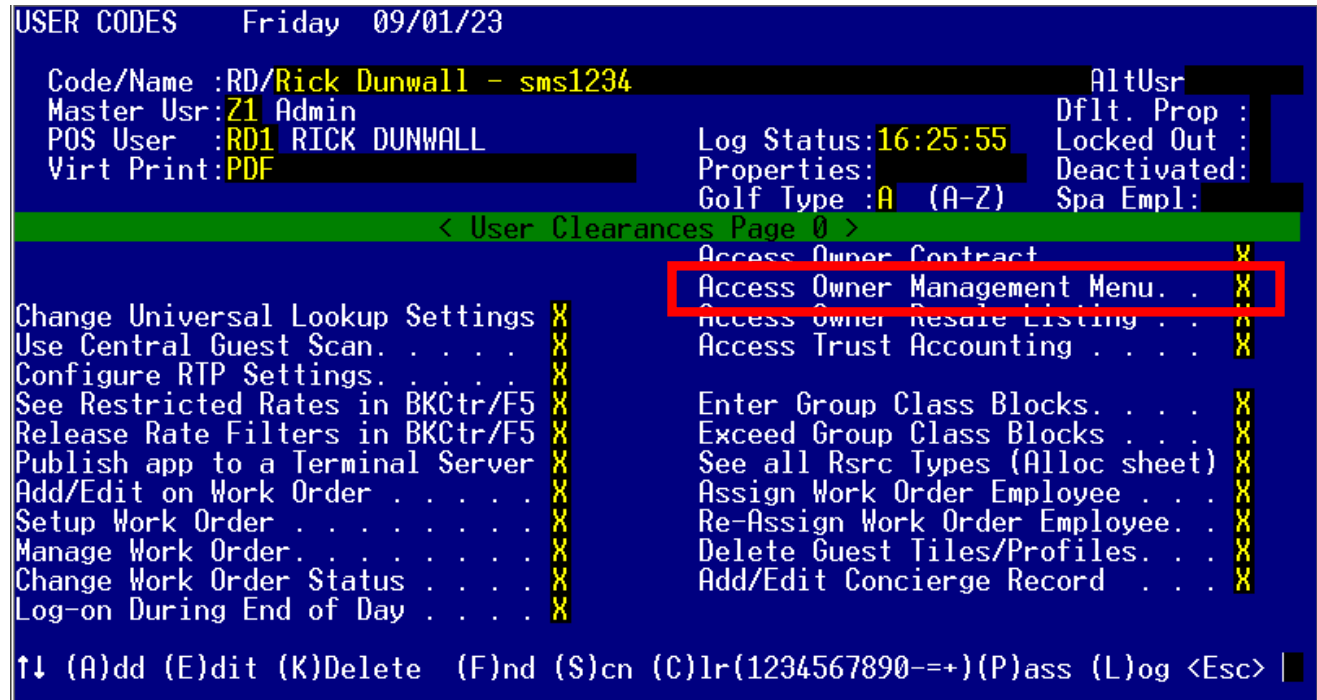 USER CODES    Friday  09/01/23
Code/Name :RD/Rick Dunwall - sms1234 AltUsr
Master Usr:Z1 Admin Dflt. Prop :
POS User  :RD1 RICK DUNWALL Log Status:16:25:55 Locked Out :
Virt Print:PDF Properties: Deactivated:
Golf Type :A  (A-Z) Spa Empl:
< User Clearances Page 0 >
Access Owner Contract X
Access Owner Management Menu. . X
Change Universal Lookup Settings X Access Owner Resale Listing . . X
Use Central Guest Scan. . . . . X Access Trust Accounting . . . . X
Configure RTP Settings. . . . . X
See Restricted Rates in BKCtr/F5 X Enter Group Class Blocks. . . . X
Release Rate Filters in BKCtr/F5 X Exceed Group Class Blocks . . . X
Publish app to a Terminal Server X See all Rsrc Types (Alloc sheet) X
Add/Edit on Work Order . . . . . X Assign Work Order Employee . . . X
Setup Work Order . . . . . . . . X Re-Assign Work Order Employee. . X
Manage Work Order. . . . . . . . X Delete Guest Tiles/Profiles. . . X
Change Work Order Status . . . . X Add/Edit Concierge Record  . . . X
Log-on During End of Day . . . . X
↑↓ (A)dd (E)dit (K)Delete  (F)nd (S)cn (C)lr(1234567890-=+)(P)ass (L)og <Esc>